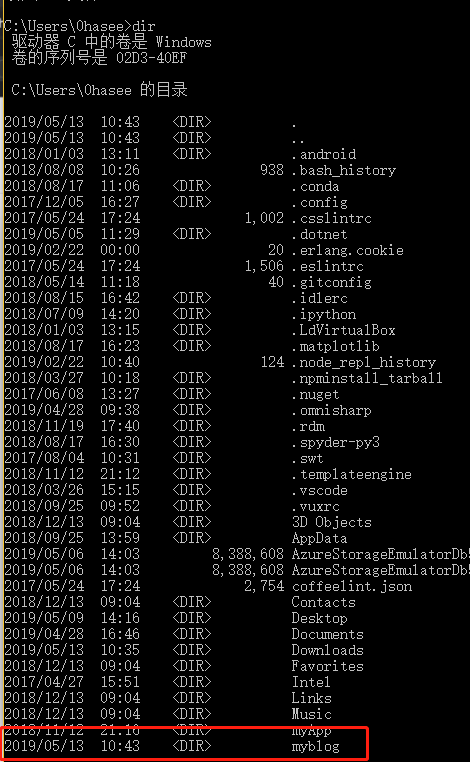 C:\Users\0hasee>dir
驱动器 C 中的卷是 Windows
卷的序列号是 02D3-40EF
C:\Users\0hasee 的目录
2019/05/13 10:43 <DIR> .
2019/05/13 10:43 <DIR> ..
2018/01/03 13:11 <DIR> .android
2018/08/08 10:26 938 .bash_history
2018/08/17 11:06 <DIR> .conda
2017/12/05 16:27 <DIR> .config
2017/05/24 17:24 1,002 .csslintrc
2019/05/05 11:29 <DIR> .dotnet
2019/02/22 00:00 20 .erlang.cookie
2017/05/24 17:24 1,506 .eslintrc
2018/05/14 11:18 40 .gitconfig
2018/08/15 16:42 <DIR> .idlerc
2018/07/09 14:20 <DIR> .ipython
2018/01/03 13:15 <DIR> .LdVirtualBox
2018/08/17 16:23 <DIR> .matplotlib
2019/02/22 10:40 124 .node_repl_history
2018/03/27 10:18 <DIR> .npminstall_tarball
2017/06/08 13:27 <DIR> .nuget
2019/04/28 09:38 <DIR> .omnisharp
2018/11/19 17:40 <DIR> .rdm
2018/08/17 16:30 <DIR> .spyder-py3
2017/08/04 10:31 <DIR> .swt
2018/11/12 21:12 <DIR> .templateengine
2018/03/26 15:15 <DIR> .vscode
2018/09/25 09:52 <DIR> .vuxrc
2018/12/13 09:04 <DIR> 3D Objects
2018/09/25 13:59 <DIR> AppData
2019/05/06 14:03 8,388,608 AzureStorageEmulatorDb5
2019/05/06 14:03 8,388,608 AzureStorageEmulatorDb5
2017/05/24 17:24 2,754 coffeelint.json
2018/12/13 09:04 <DIR> Contacts
2019/05/09 14:16 <DIR> Desktop
2019/04/28 16:46 <DIR> Documents
2019/05/13 10:35 <DIR> Downloads
2018/12/13 09:04 <DIR> Favorites
2017/04/27 15:51 <DIR> Intel
2018/12/13 09:04 <DIR> Links
2018/12/13 09:04 <DIR> Music
2018/11/12 21:10 <DIR> myApp
2019/05/13 10:43 <DIR> myblog